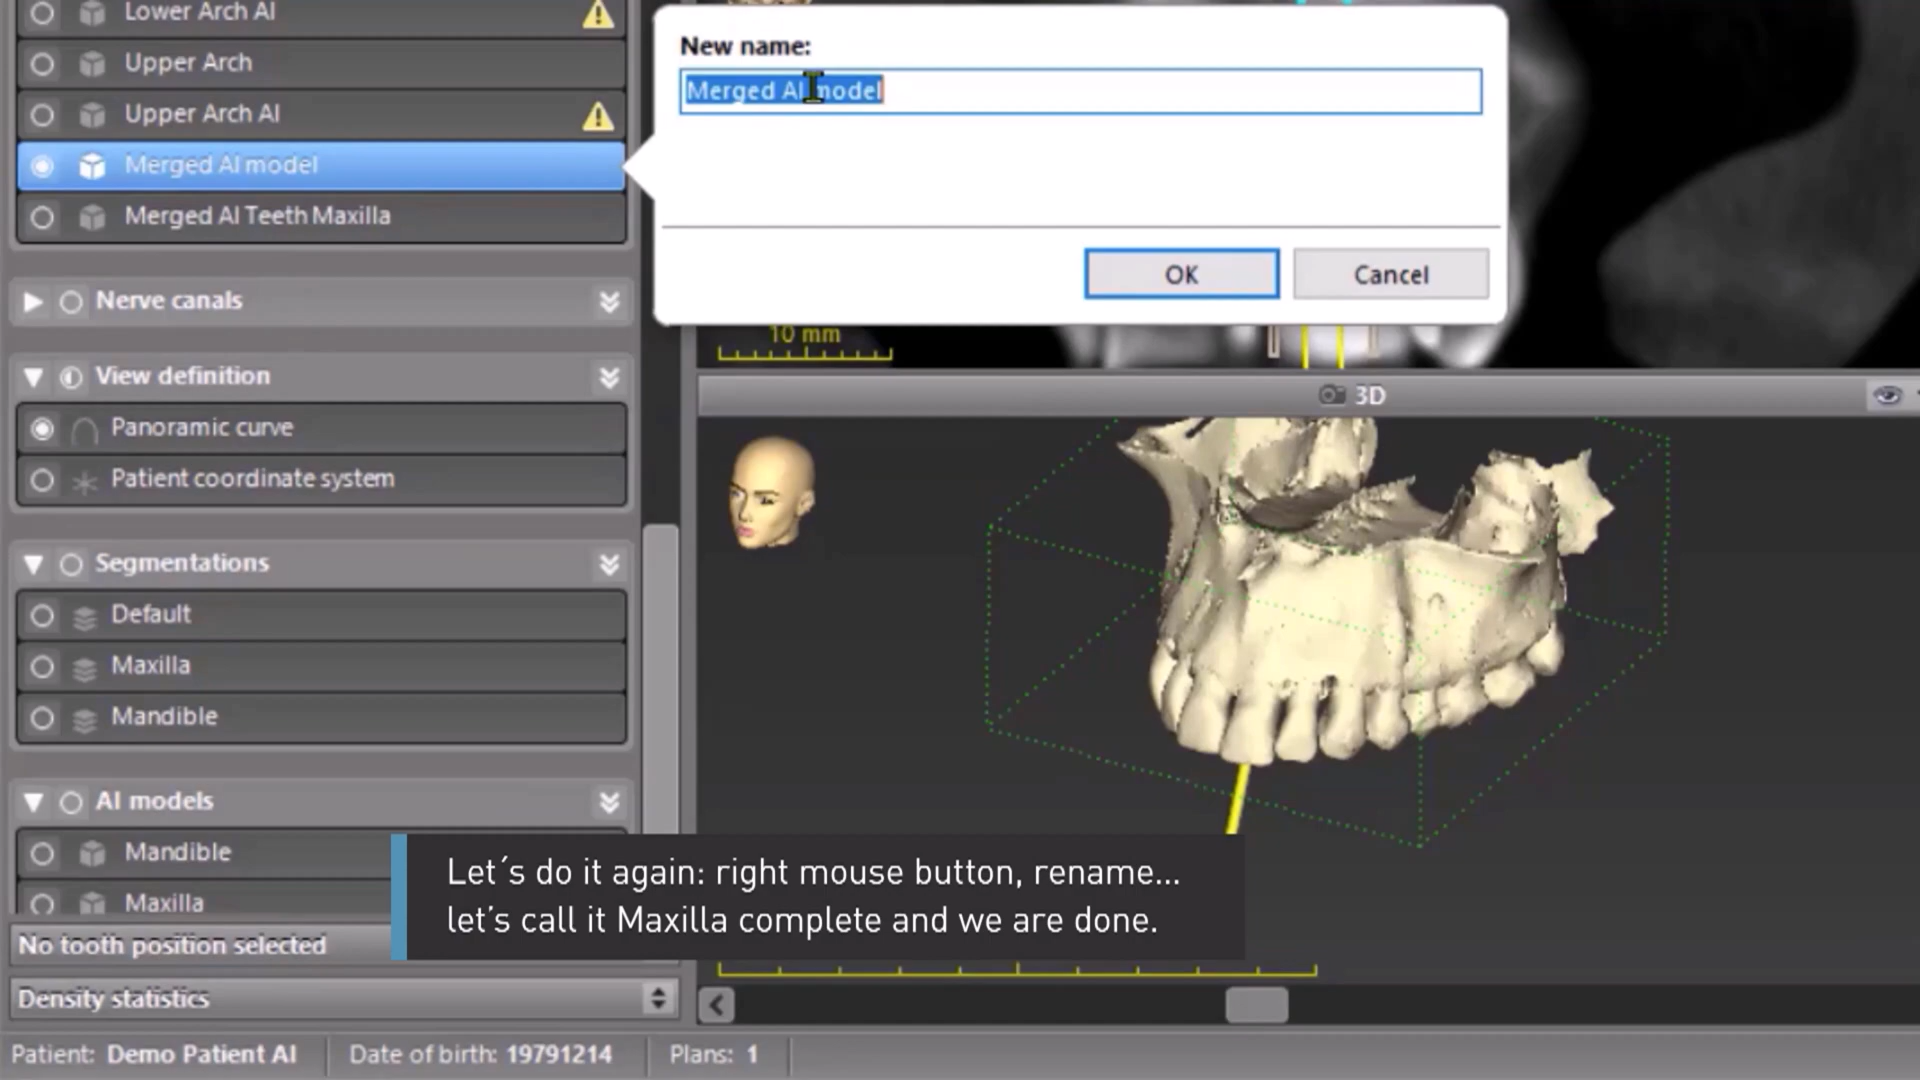 Lower Arch AI
Upper Arch
Upper Arch AI
Merged AI model
Merged AI Teeth Maxilla
Nerve canals
View definition
Panoramic curve
Patient coordinate system
Segmentations
Default
Maxilla
Mandible
AI models
Mandible
Maxilla
No tooth position selected
Density statistics
New name:
Merged AI model
OK
Cancel
10 mm
3D
Let´s do it again: right mouse button, rename...
let's call it Maxilla complete and we are done.
Patient: Demo Patient AI
Date of birth: 19791214
Plans: 1